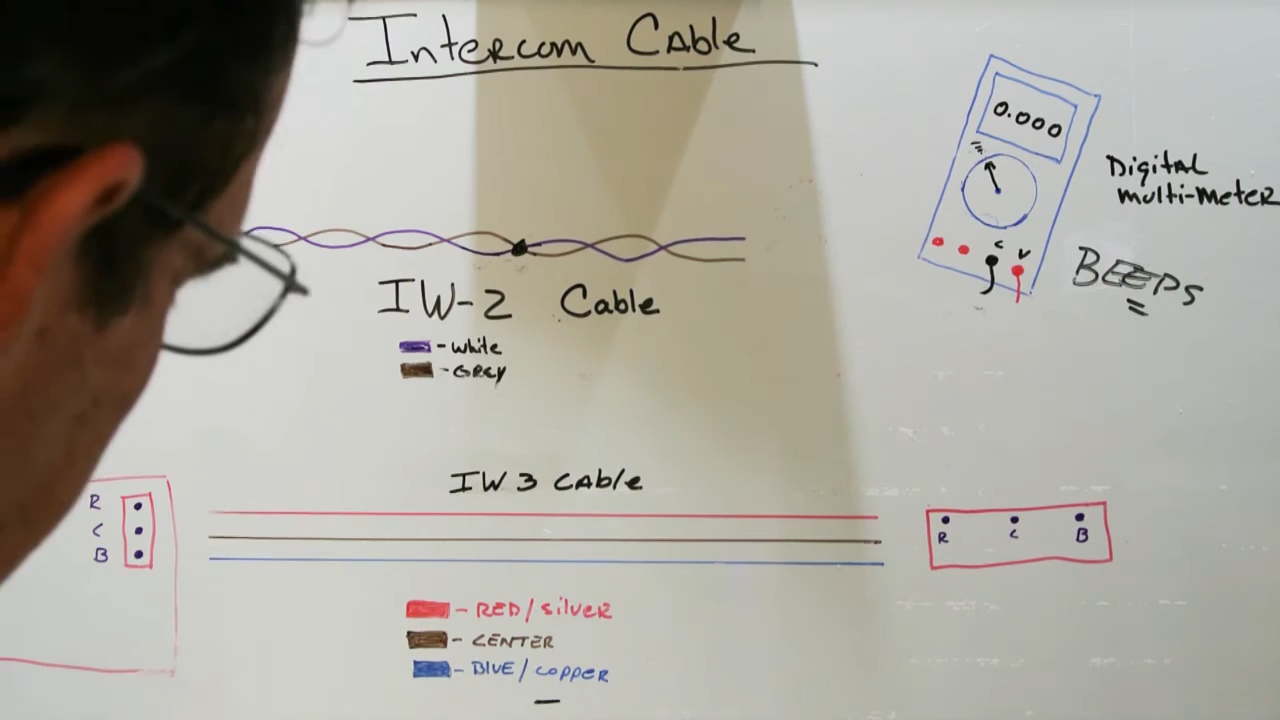 Intercom Cable
0.000
Digital
multi-meter
C V
BEEPS
IW-2 Cable
- white
- GREY
IW 3 CABLE
R
C
B
R C B
- RED/SilVER
- CENTER
- BlUE/COPPER